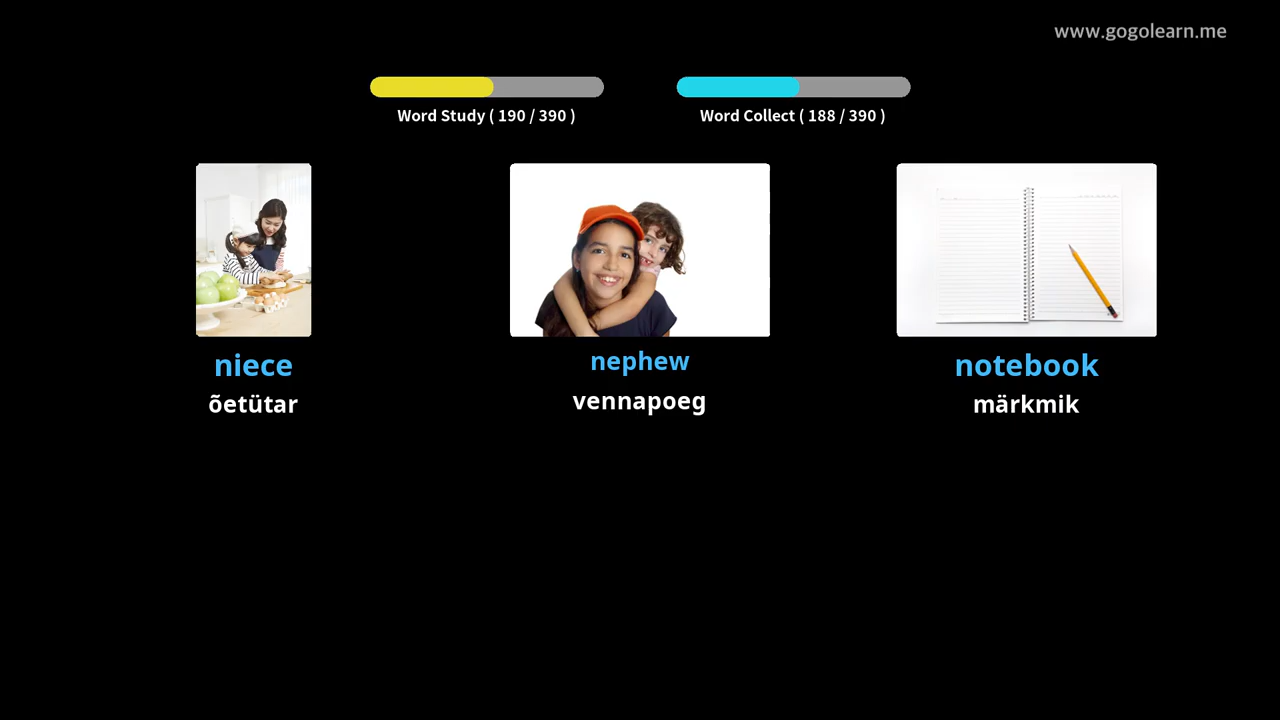 www.gogolearn.me
Word Study ( 190 / 390 )
Word Collect ( 188 / 390 )
niece
õetütar
nephew
vennapoeg
notebook
märkmik